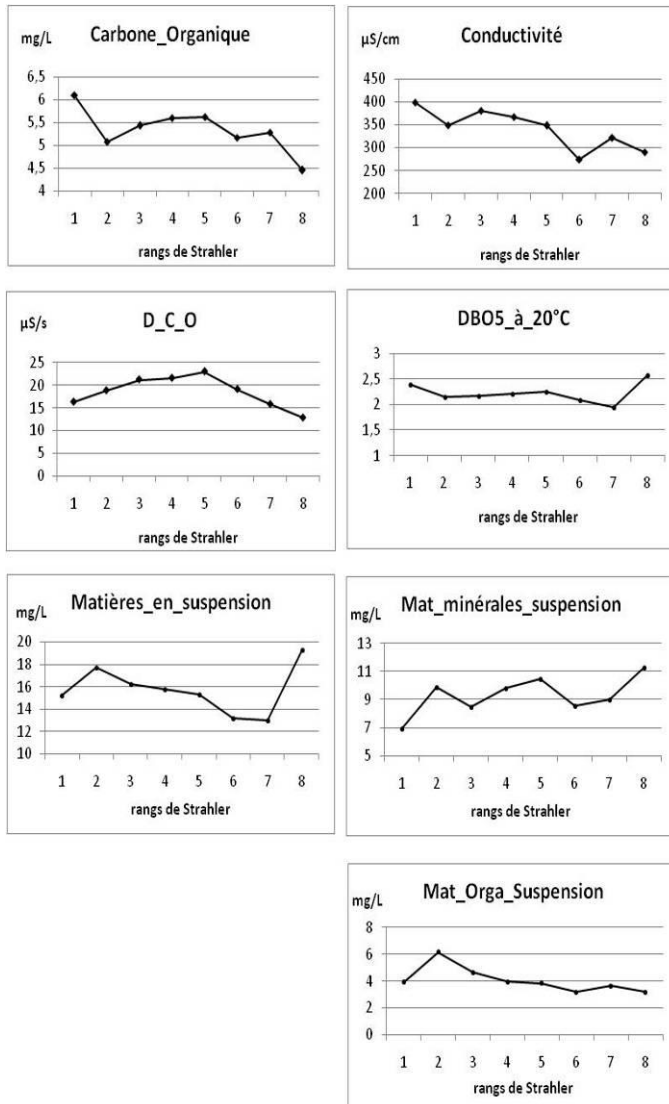 Carbone_Organique
mg/L
6,5
6
5,5
5
4,5
4
1 2 3 4 5 6 7 8
rangs de Strahler
Conductivité
µS/cm
450
400
350
300
250
200
1 2 3 4 5 6 7 8
rangs de Strahler
D_C_O
µS/s
25
20
15
10
5
0
1 2 3 4 5 6 7 8
rangs de Strahler
DBO5_à_20°C
3
2,5
2
1,5
1
1 2 3 4 5 6 7 8
rangs de Strahler
Matières_en_suspension
mg/L
20
18
16
14
12
10
1 2 3 4 5 6 7 8
rangs de Strahler
Mat_minérales_suspension
mg/L
13
11
9
7
5
1 2 3 4 5 6 7 8
rangs de Strahler
Mat_Orga_Suspension
mg/L
8
6
4
2
0
1 2 3 4 5 6 7 8
rangs de Strahler